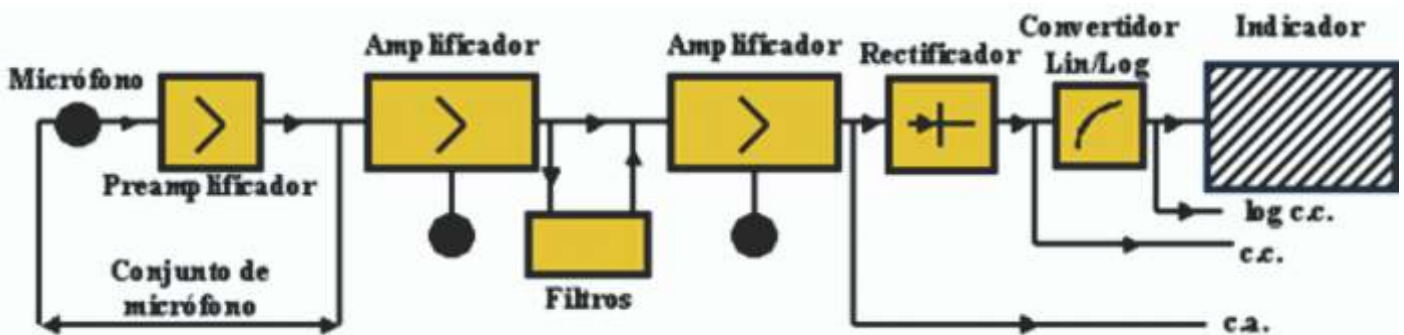 Micrófono
Preamplificador
Conjunto de
micrófono
Amplificador
Filtros
Amplificador
Rectificador
Convertidor
Lin/Log
Indicador
log c.c.
c.c.
c.a.